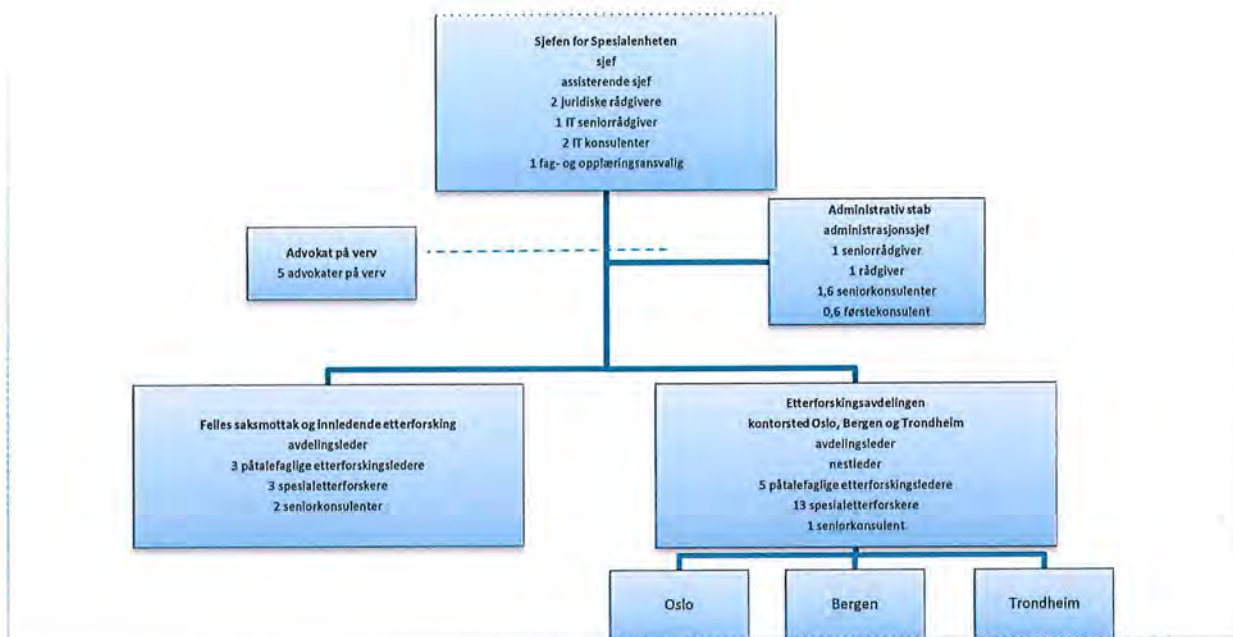 Sjefen for Spesialenheten
sjef
assisterende sjef
2 juridiske rådgivere
1 IT seniorrådgiver
2 IT konsulenter
1 fag- og opplæringsansvalig
Advokat på verv
5 advokater på verv
Administrativ stab
administrasjonssjef
1 seniorrådgiver
1 rådgiver
1,6 seniorkonsulenter
0,6 førstekonsulent
Felles saksmottak og innledende etterforsking
avdelingsleder
3 påtalefaglige etterforskingsledere
3 spesialetterforskere
2 seniorkonsulenter
Etterforskingsavdelingen
kontorsted Oslo, Bergen og Trondheim
avdelingsleder
nestleder
5 påtalefaglige etterforskingsledere
13 spesialetterforskere
1 seniorkonsulent
Oslo
Bergen
Trondheim